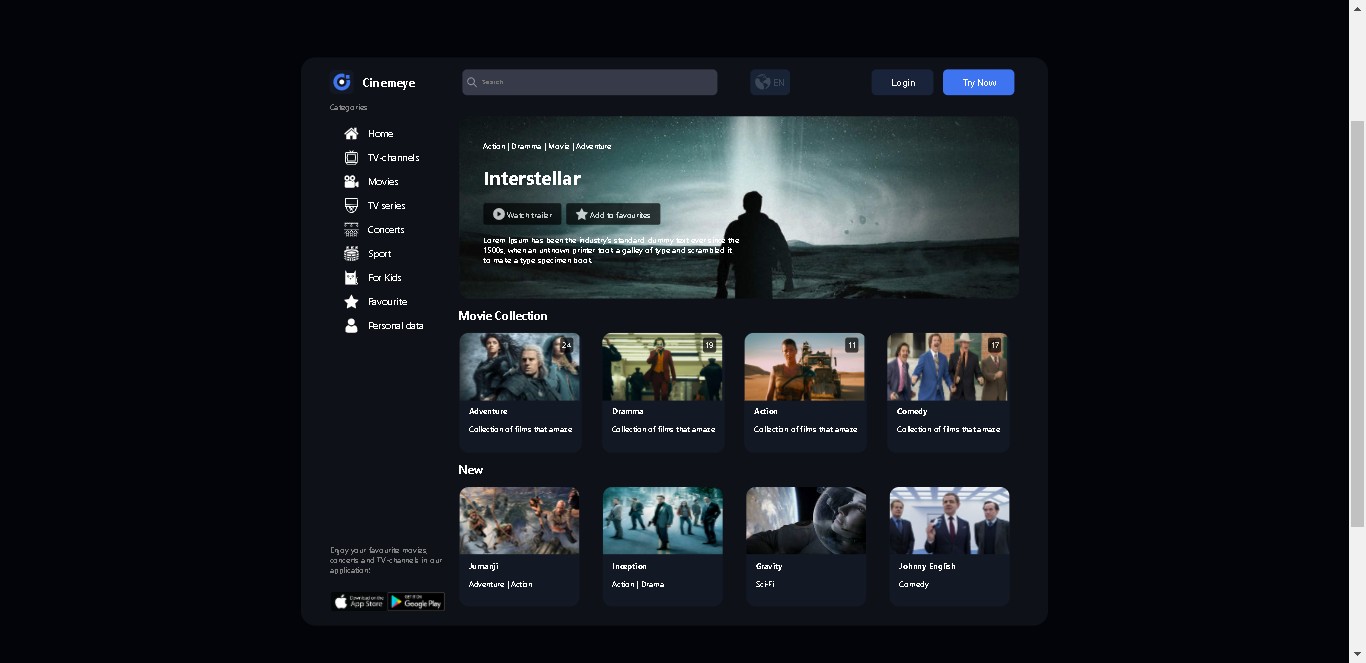 Cinemeye
Search
EN
Login
Try Now
Categories
Home
TV-channels
Movies
TV series
Concerts
Sport
For Kids
Favourite
Personal data
Enjoy your favourite movies,
concerts and TV-channels in our
application!
Download on the
App Store
GET IT ON
Google Play
Action | Dramma | Movie | Adventure
Interstellar
Watch trailer
Add to favourites
Lorem Ipsum has been the industry's standard dummy text ever since the
1500s, when an unknown printer took a galley of type and scrambled it
to make a type specimen book.
Movie Collection
24
19
11
17
Adventure
Dramma
Action
Comedy
Collection of films that amaze
Collection of films that amaze
Collection of films that amaze
Collection of films that amaze
New
Jumanji
Inception
Gravity
Johnny English
Adventure | Action
Action | Drama
Sci-Fi
Comedy